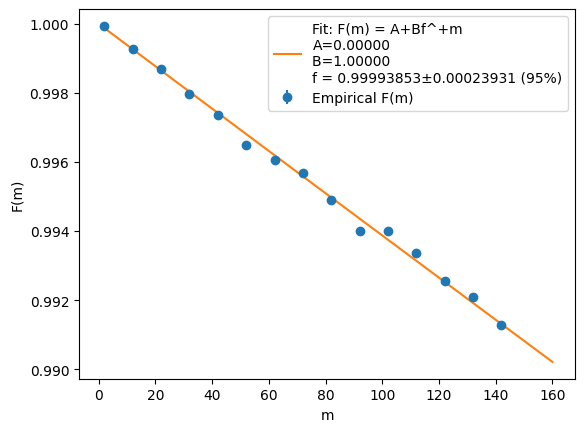 1.000
0.998
0.996
0.994
0.992
0.990
F(m)
Fit: F(m) = A+Bf^+m
A=0.00000
B=1.00000
f = 0.99993853±0.00023931 (95%)
Empirical F(m)
0 20 40 60 80 100 120 140 160
m